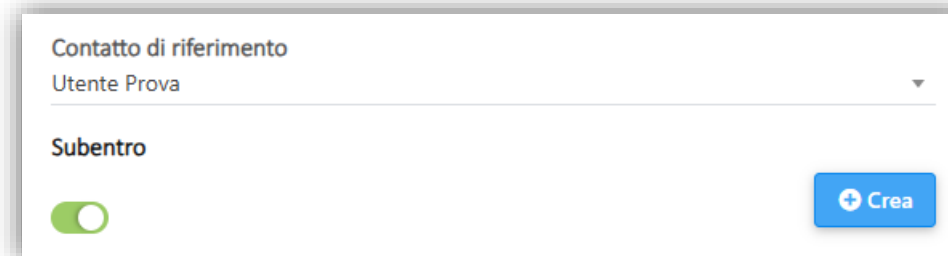 Contatto di riferimento
Utente Prova
Subentro
Crea